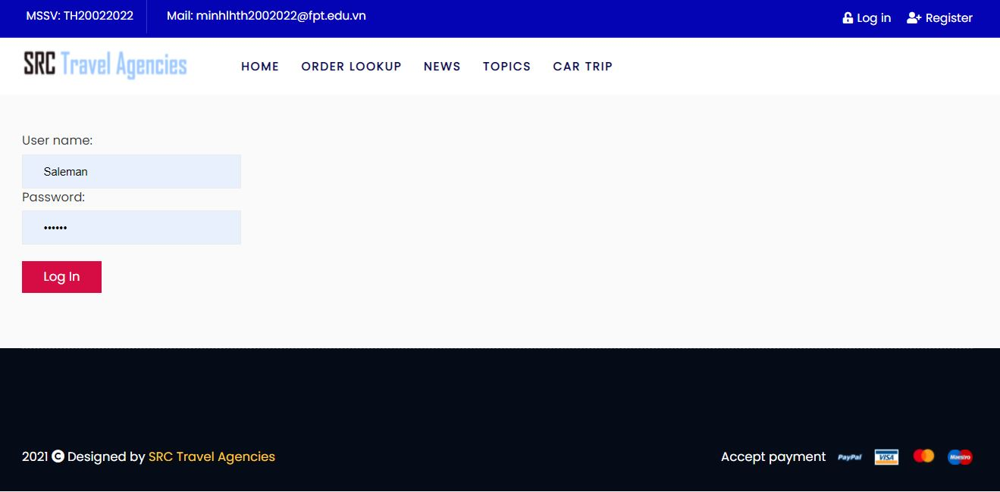 MSSV: TH20022022 Mail: minhlhth2002022@fpt.edu.vn Log in Register
SRC Travel Agencies HOME ORDER LOOKUP NEWS TOPICS CAR TRIP
User name:
Saleman
Password:
••••••
Log In
2021 © Designed by SRC Travel Agencies Accept payment PayPal VISA Maestro